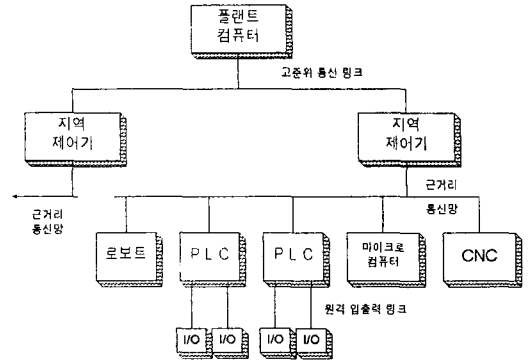 플랜트
컴퓨터
고준위 통신 링크
지역
제어기
지역
제어기
근거리
통신망
근거리
통신망
로보트
PLC
PLC
마이크로
컴퓨터
CNC
원격 입출력 링크
I/O
I/O
I/O
I/O